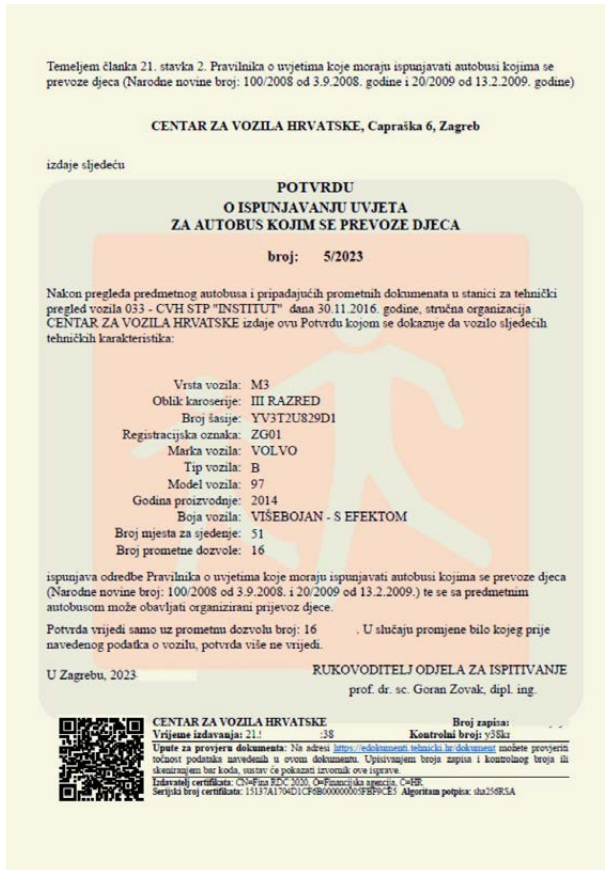 Temeljem članka 21. stavka 2. Pravilnika o uvjetima koje moraju ispunjavati autobusi kojima se
prevoze djeca (Narodne novine broj: 100/2008 od 3.9.2008. godine i 20/2009 od 13.2.2009. godine)
CENTAR ZA VOZILA HRVATSKE, Capraška 6, Zagreb
izdaje sljedeću
POTVRDU
O ISPUNJAVANJU UVJETA
ZA AUTOBUS KOJIM SE PREVOZE DJECA
broj: 5/2023
Nakon pregleda predmetnog autobusa i pripadajućih prometnih dokumenata u stanici za tehnički
pregled vozila 033 - CVH STP "INSTITUT" dana 30.11.2016. godine, stručna organizacija
CENTAR ZA VOZILA HRVATSKE izdaje ovu Potvrdu kojom se dokazuje da vozilo sljedećih
tehničkih karakteristika:
Vrsta vozila: M3
Oblik karoserije: III RAZRED
Broj šasije: YV3T2U829D1
Registracijska oznaka: ZG01
Marka vozila: VOLVO
Tip vozila: B
Model vozila: 97
Godina proizvodnje: 2014
Boja vozila: VIŠEBOJAN - S EFEKTOM
Broj mjesta za sjedenje: 51
Broj prometne dozvole: 16
ispunjava odredbe Pravilnika o uvjetima koje moraju ispunjavati autobusi kojima se prevoze djeca
(Narodne novine broj: 100/2008 od 3.9.2008. i 20/2009 od 13.2.2009.) te se sa predmetnim
autobusom može obavljati organizirani prijevoz djece.
Potvrda vrijedi samo uz prometnu dozvolu broj: 16 . U slučaju promjene bilo kojeg prije
navedenog podatka o vozilu, potvrda više ne vrijedi.
U Zagrebu, 2023
RUKOVODITELJ ODJELA ZA ISPITIVANJE
prof. dr. sc. Goran Zovak, dipl. ing.
CENTAR ZA VOZILA HRVATSKE Broj zapisa:
Vrijeme izdavanja: 21. :38 Kontrolni broj: y38kr
Upute za provjeru dokumenta: Na adresi https://edokumenti.tehnicki.hr/dokument možete provjeriti
točnost podataka navedenih u ovom dokumentu. Upisivanjem broja zapisa i kontrolnog broja ili
skeniranjem bar koda, sustav će pokazati izvornik ove isprave.
Izdavatelj certifikata: CN=Fina RDC 2020, O=Financijska agencija, C=HR
Serijski broj certifikata: Algoritam potpisa: sha256RSA